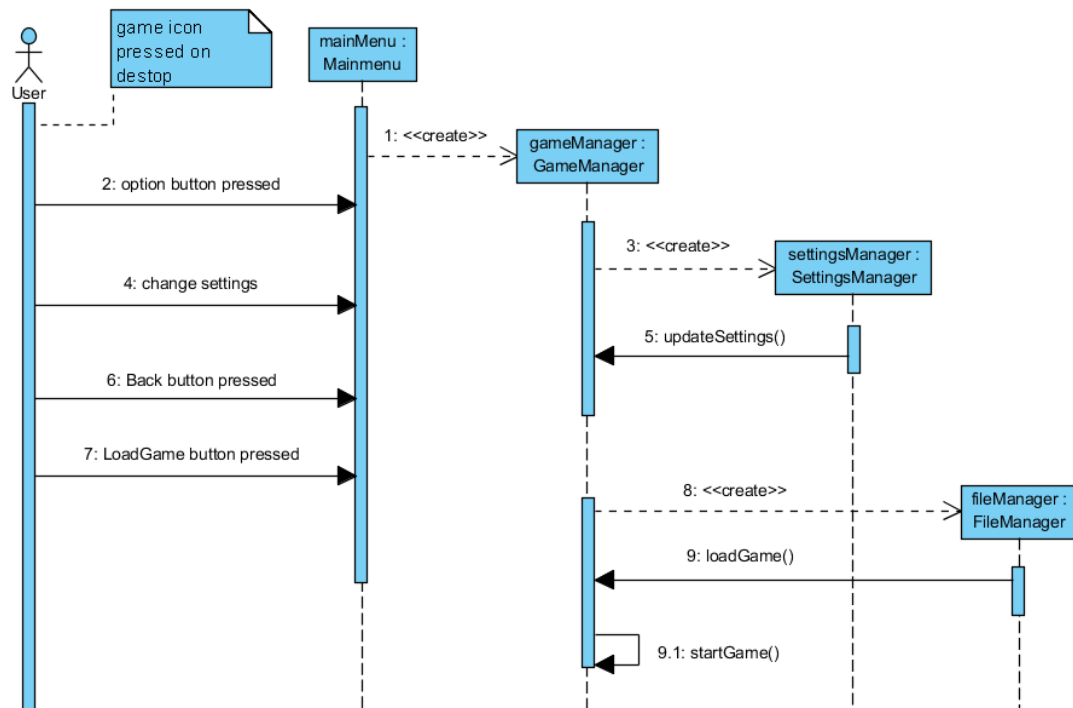 game icon
pressed on
destop
User
mainMenu :
Mainmenu
1: <<create>>
gameManager :
GameManager
2: option button pressed
3: <<create>>
settingsManager :
SettingsManager
4: change settings
5: updateSettings()
6: Back button pressed
7: LoadGame button pressed
8: <<create>>
fileManager :
FileManager
9: loadGame()
9.1: startGame()